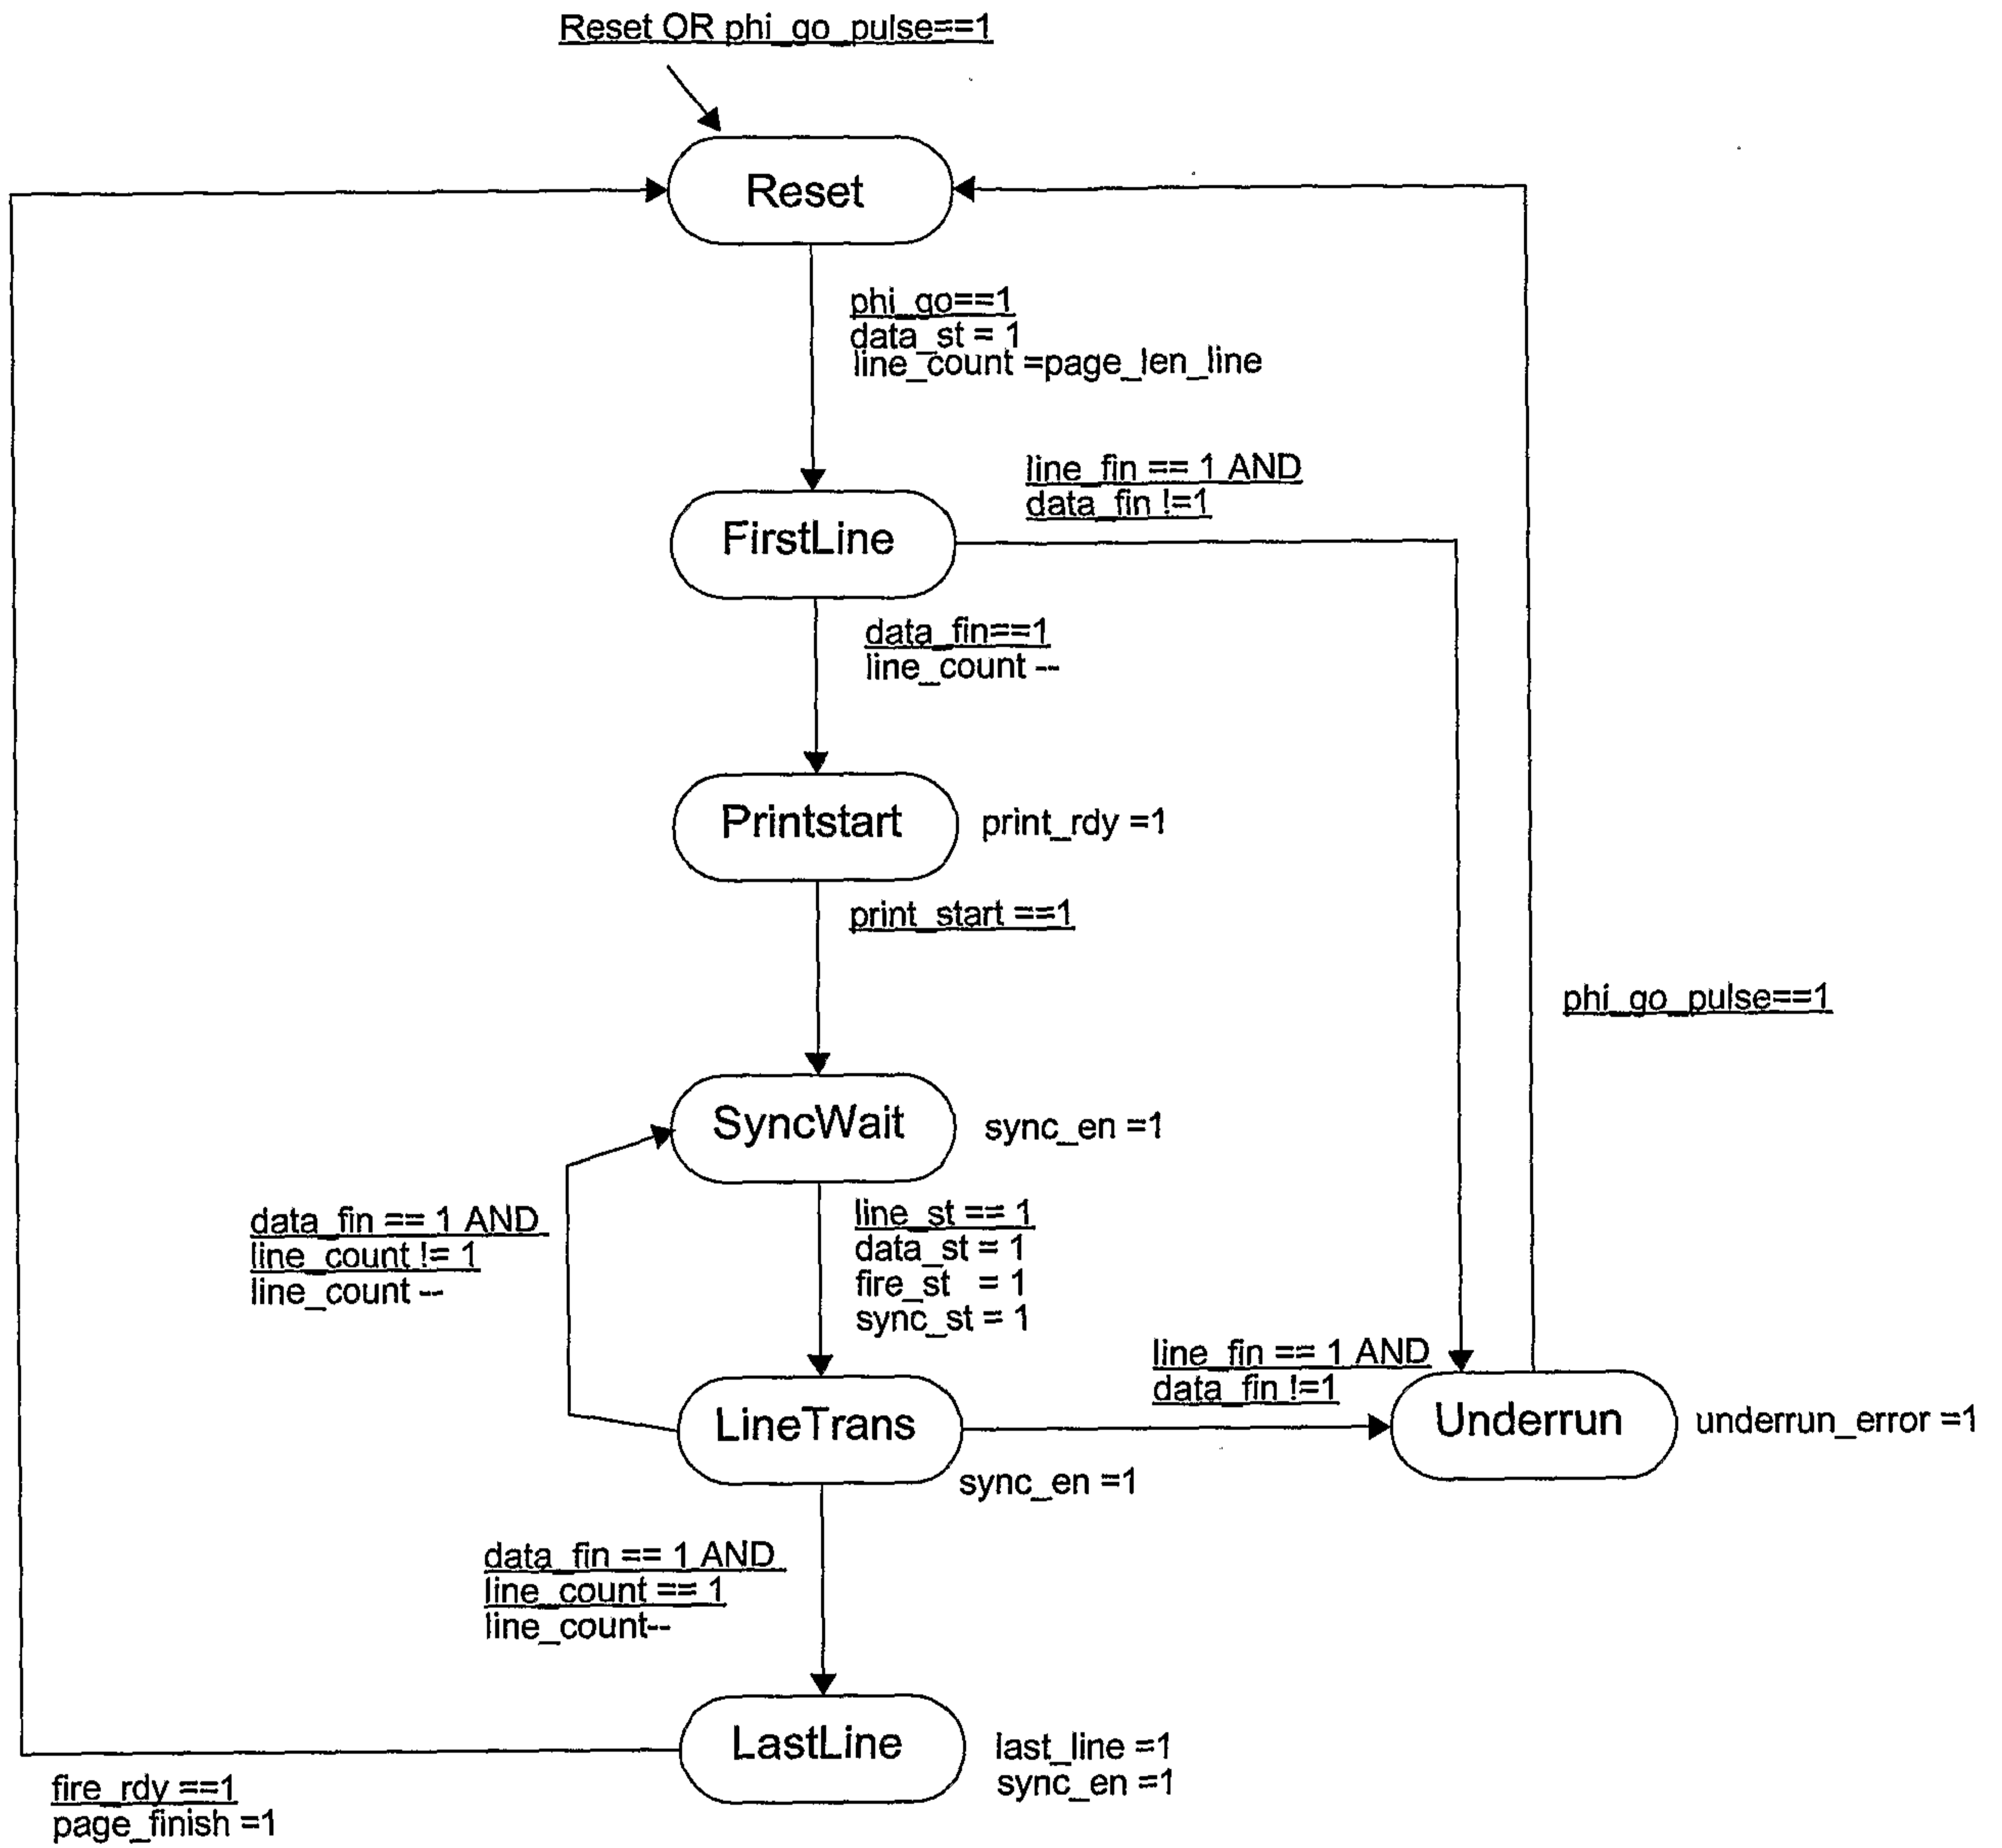 Reset OR phi_go_pulse==1
Reset
phi_go==1
data_st = 1
line_count =page_len_line
line_fin == 1 AND
data_fin !=1
FirstLine
data_fin==1
line_count --
Printstart
print_rdy =1
print_start ==1
phi_go_pulse==1
SyncWait
sync_en =1
data_fin == 1 AND
line_count != 1
line_count --
line_st == 1
data_st = 1
fire_st = 1
sync_st = 1
line_fin == 1 AND
data_fin !=1
LineTrans
sync_en =1
Underrun
underrun_error =1
data_fin == 1 AND
line_count == 1
line_count--
LastLine
last_line =1
sync_en =1
fire_rdy ==1
page_finish =1